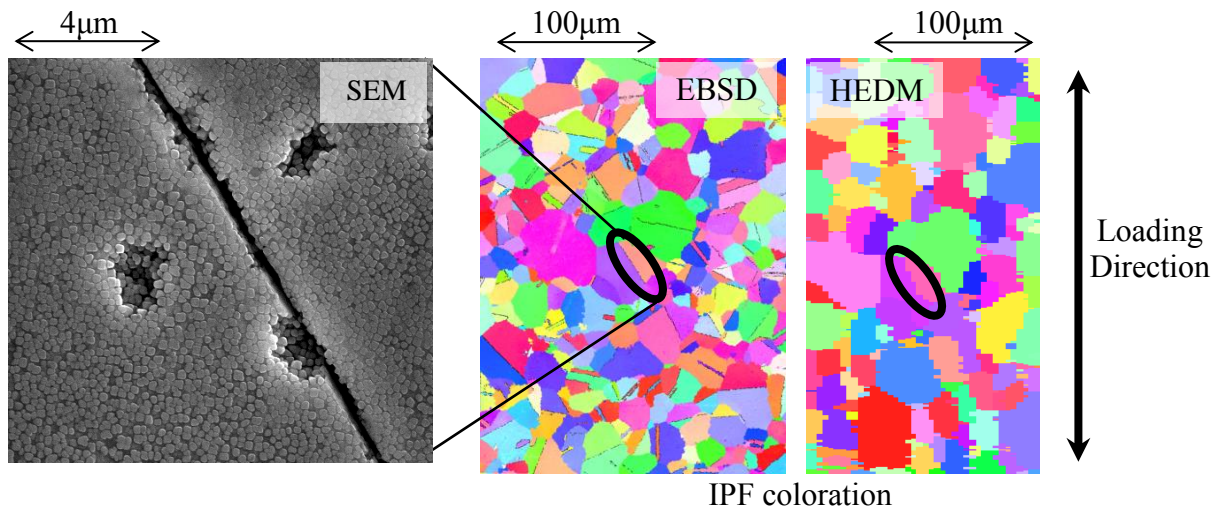 4μm
100μm
100μm
SEM
EBSD
HEDM
Loading
Direction
IPF coloration